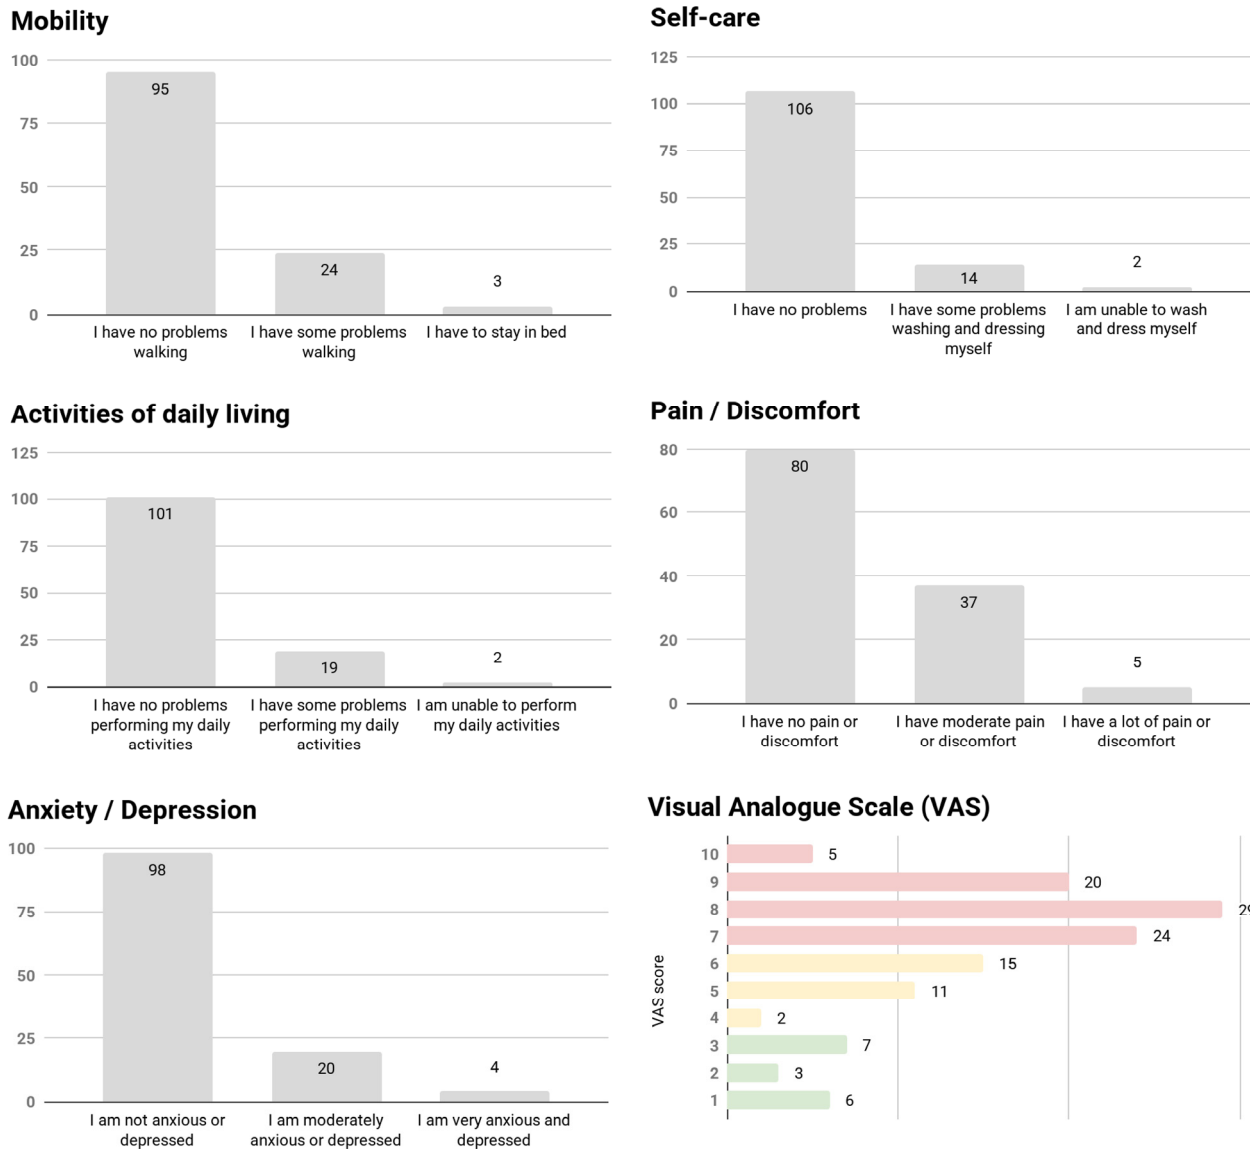 Mobility
100
75
50
25
0
95
24
3
I have no problems walking
I have some problems walking
I have to stay in bed
Self-care
125
100
75
50
25
0
106
14
2
I have no problems
I have some problems washing and dressing myself
I am unable to wash and dress myself
Activities of daily living
125
100
75
50
25
0
101
19
2
I have no problems performing my daily activities
I have some problems performing my daily activities
I am unable to perform my daily activities
Pain / Discomfort
80
60
40
20
0
80
37
5
I have no pain or discomfort
I have moderate pain or discomfort
I have a lot of pain or discomfort
Anxiety / Depression
100
75
50
25
0
98
20
4
I am not anxious or depressed
I am moderately anxious or depressed
I am very anxious and depressed
Visual Analogue Scale (VAS)
VAS score
10 5
9 20
8 29
7 24
6 15
5 11
4 2
3 7
2 3
1 6